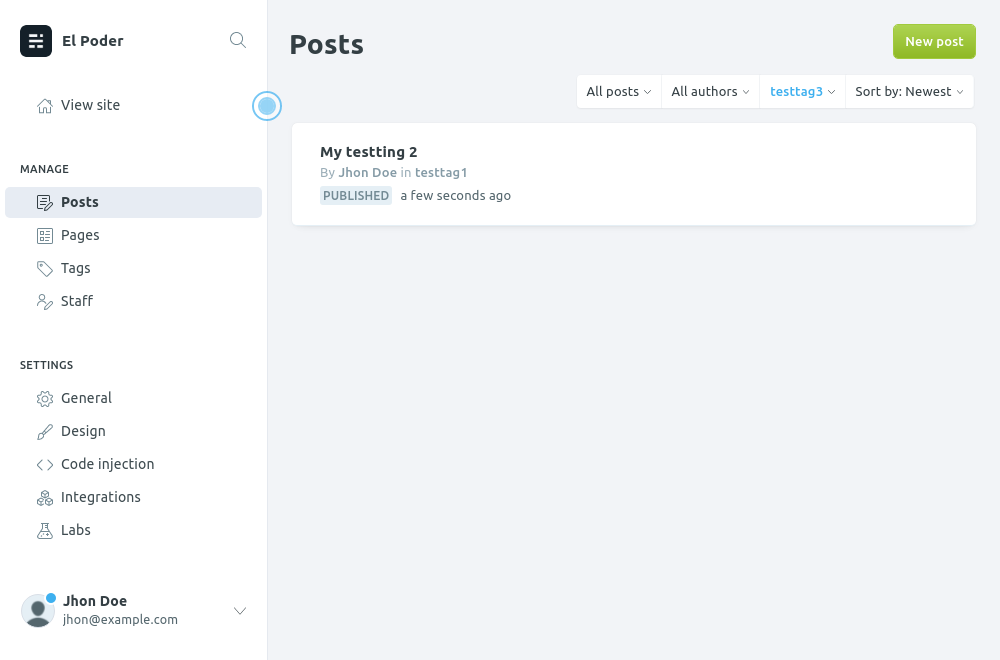 El Poder
View site
MANAGE
Posts
Pages
Tags
Staff
SETTINGS
General
Design
Code injection
Integrations
Labs
Jhon Doe
jhon@example.com
Posts
New post
All posts
All authors
testtag3
Sort by: Newest
My testting 2
By Jhon Doe in testtag1
PUBLISHED a few seconds ago